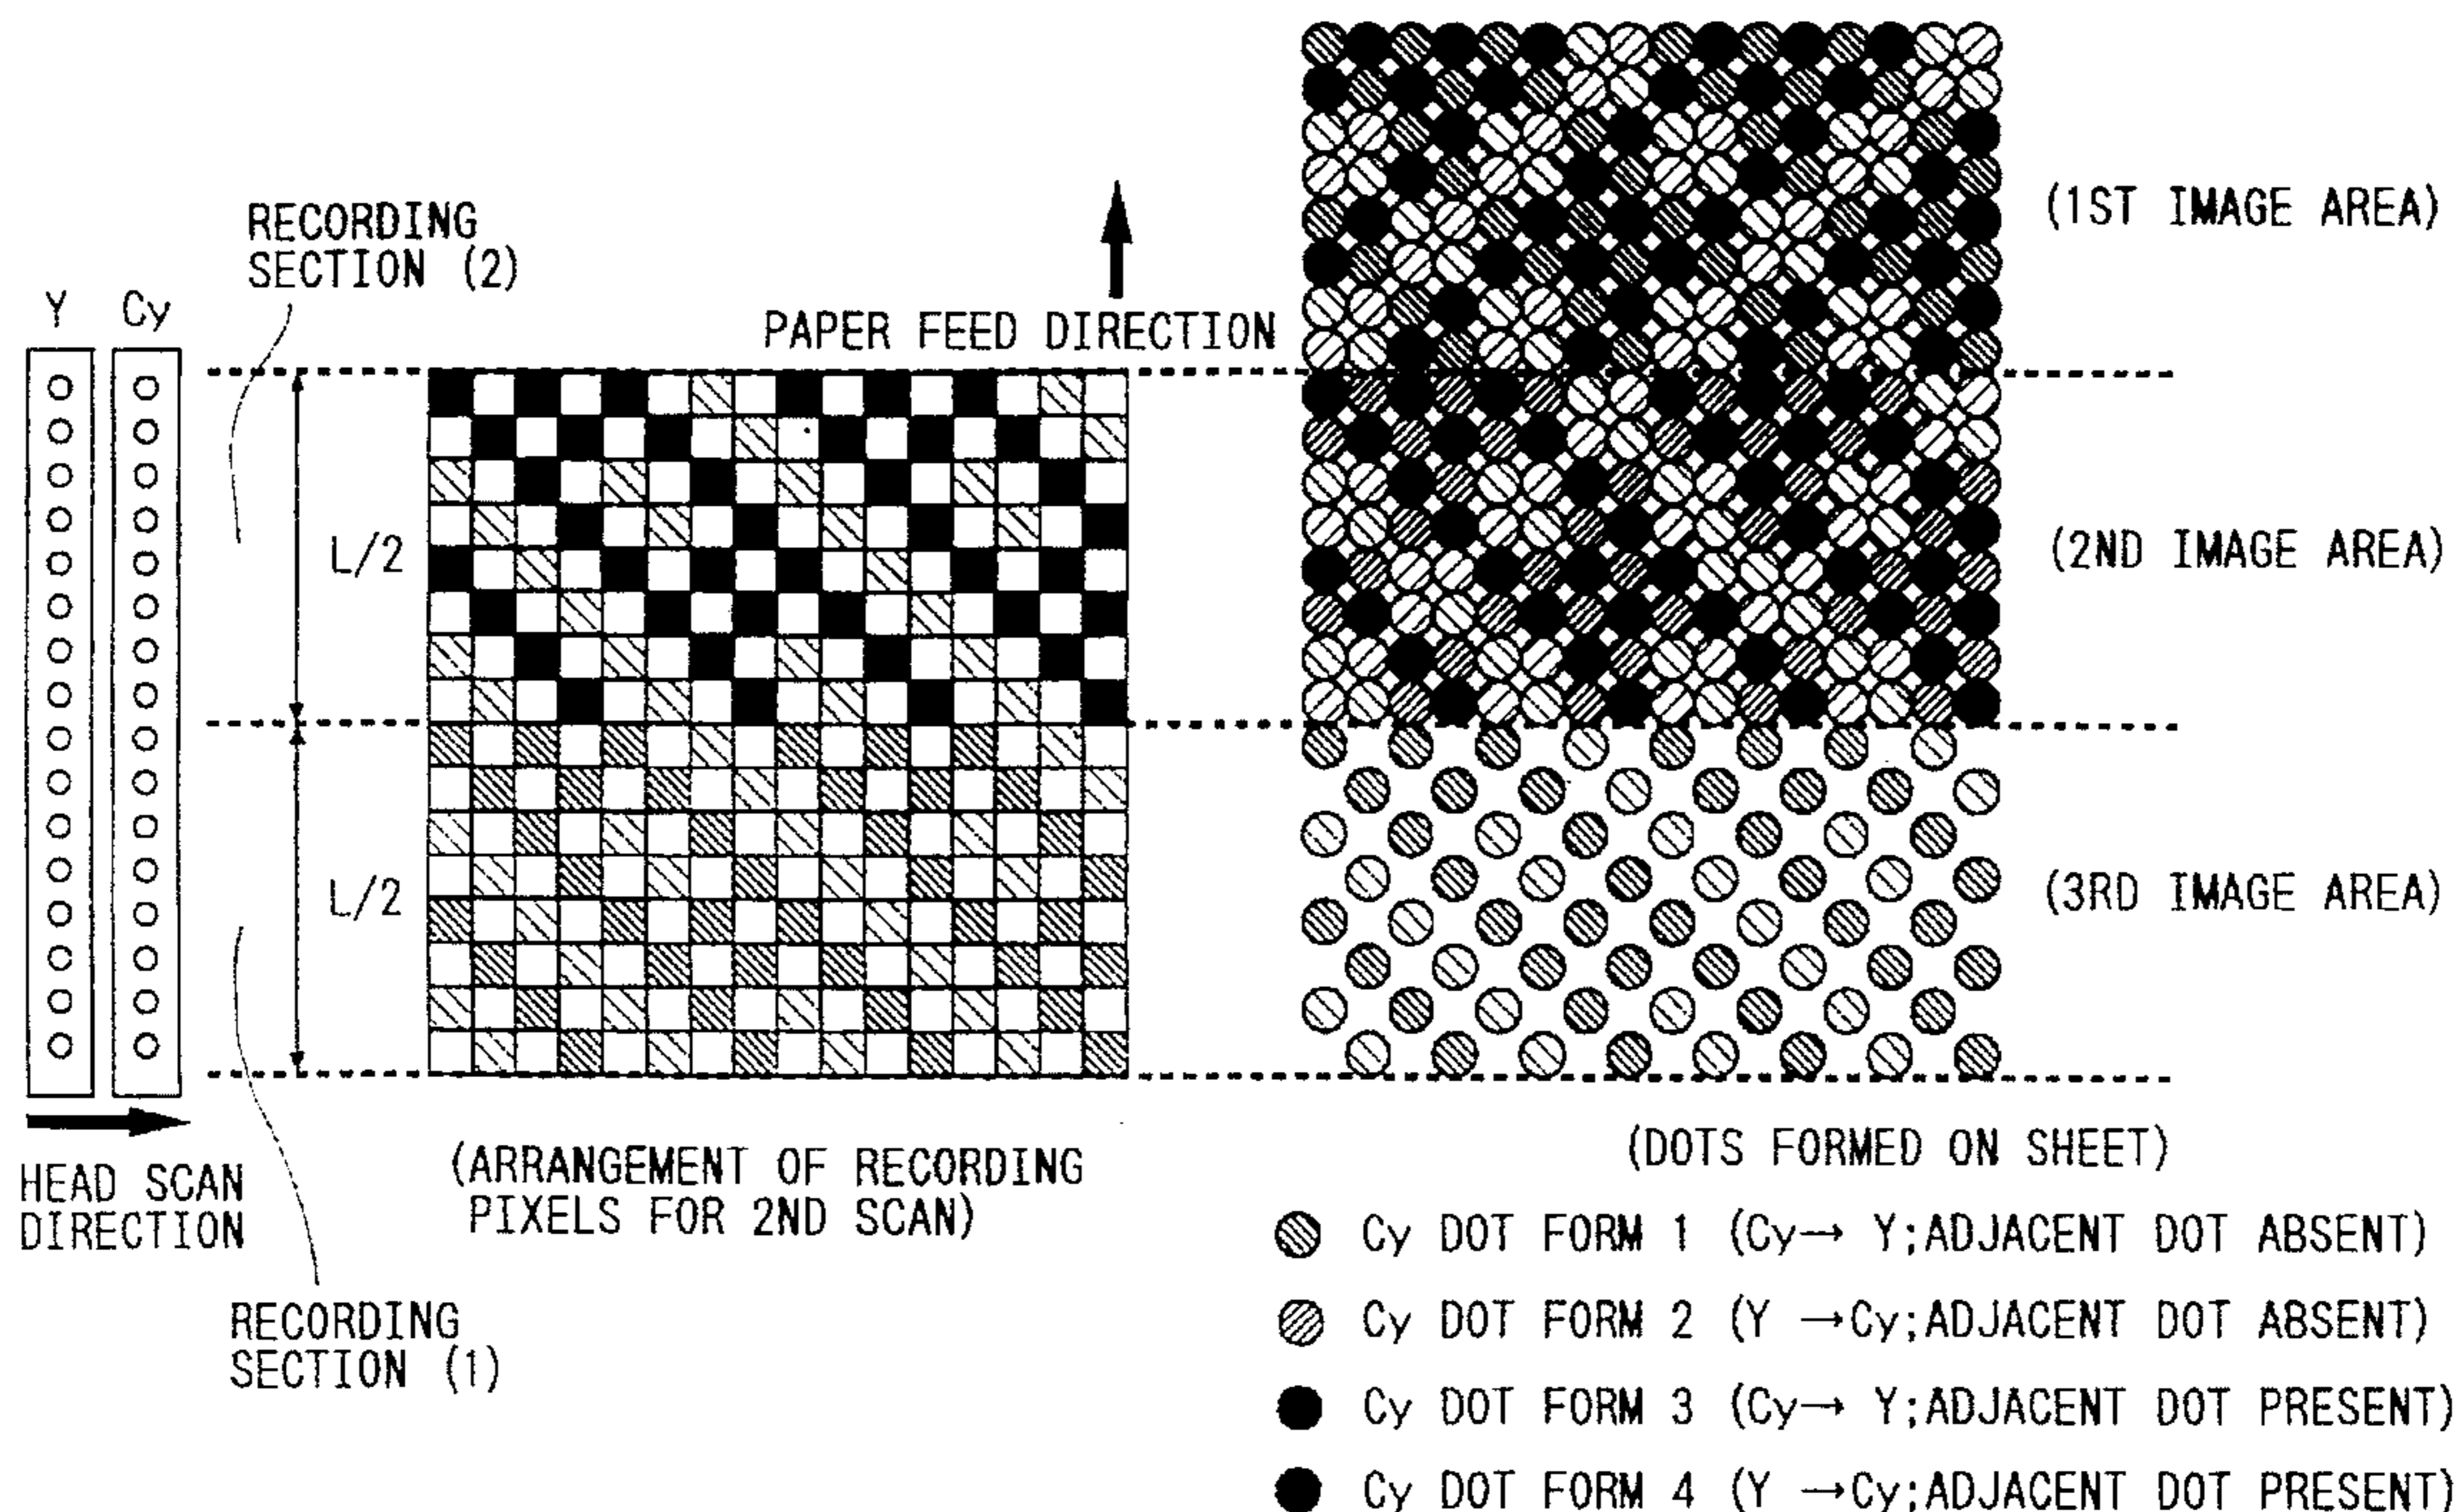 RECORDING
SECTION (2)
Y Cy
PAPER FEED DIRECTION
L/2
L/2
HEAD SCAN
DIRECTION
RECORDING
SECTION (1)
(ARRANGEMENT OF RECORDING
PIXELS FOR 2ND SCAN)
(1ST IMAGE AREA)
(2ND IMAGE AREA)
(3RD IMAGE AREA)
(DOTS FORMED ON SHEET)
Cy DOT FORM 1 (Cy→ Y;ADJACENT DOT ABSENT)
Cy DOT FORM 2 (Y →Cy;ADJACENT DOT ABSENT)
Cy DOT FORM 3 (Cy→ Y;ADJACENT DOT PRESENT)
Cy DOT FORM 4 (Y →Cy;ADJACENT DOT PRESENT)